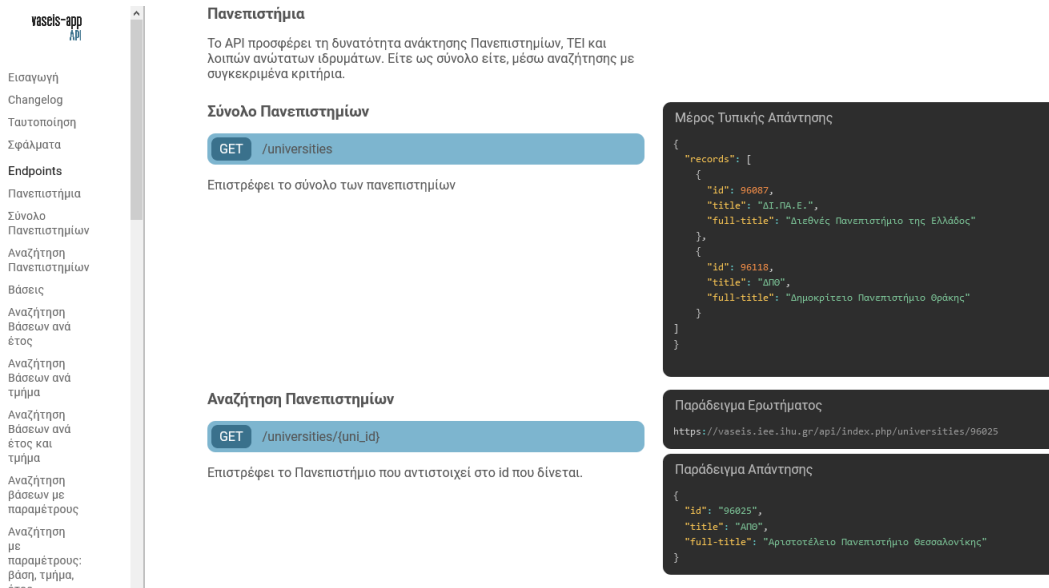 vaseis-app
API
Εισαγωγή
Changelog
Ταυτοποίηση
Σφάλματα
Endpoints
Πανεπιστήμια
Σύνολο
Πανεπιστημίων
Αναζήτηση
Πανεπιστημίων
Βάσεις
Αναζήτηση
Βάσεων ανά
έτος
Αναζήτηση
Βάσεων ανά
τμήμα
Αναζήτηση
Βάσεων ανά
έτος και
τμήμα
Αναζήτηση
βάσεων με
παραμέτρους
Αναζήτηση
με
παραμέτρους:
βάση, τμήμα,
Πανεπιστήμια
Το API προσφέρει τη δυνατότητα ανάκτησης Πανεπιστημίων, ΤΕΙ και
λοιπών ανώτατων ιδρυμάτων. Είτε ως σύνολο είτε, μέσω αναζήτησης με
συγκεκριμένα κριτήρια.
Σύνολο Πανεπιστημίων
GET /universities
Επιστρέφει το σύνολο των πανεπιστημίων
Μέρος Τυπικής Απάντησης
{
"records": [
{
"id": 96087,
"title": "ΔΙ.ΠΑ.Ε.",
"full-title": "Διεθνές Πανεπιστήμιο της Ελλάδος"
},
{
"id": 96118,
"title": "ΔΠΘ",
"full-title": "Δημοκρίτειο Πανεπιστήμιο Θράκης"
}
]
}
Αναζήτηση Πανεπιστημίων
GET /universities/{uni_id}
Επιστρέφει το Πανεπιστήμιο που αντιστοιχεί στο id που δίνεται.
Παράδειγμα Ερωτήματος
https://vaseis.iee.ihu.gr/api/index.php/universities/96025
Παράδειγμα Απάντησης
{
"id": "96025",
"title": "ΑΠΘ",
"full-title": "Αριστοτέλειο Πανεπιστήμιο Θεσσαλονίκης"
}